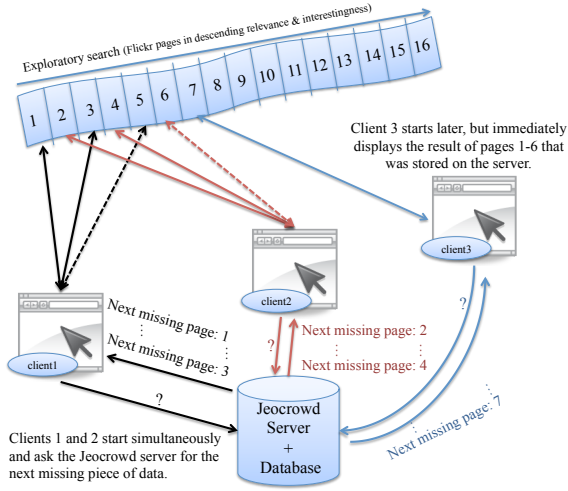 Exploratory search (Flickr pages in descending relevance & interestingness)
1 2 3 4 5 6 7 8 9 10 11 12 13 14 15 16
Client 3 starts later, but immediately
displays the result of pages 1-6 that
was stored on the server.
client3
client2
client1
Next missing page: 1
⋮ ⋮
Next missing page: 3
?
?
Next missing page: 2
⋮ ⋮
Next missing page: 4
?
⋮
Next missing page: 7
Jeocrowd
Server
+
Database
Clients 1 and 2 start simultaneously
and ask the Jeocrowd server for the
next missing piece of data.